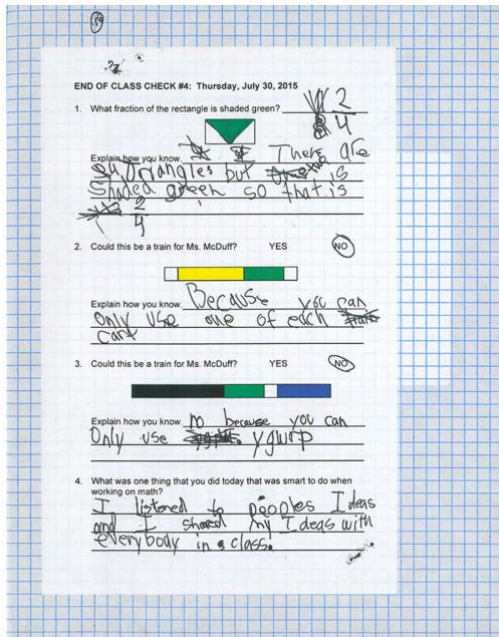 END OF CLASS CHECK #4: Thursday, July 30, 2015
1. What fraction of the rectangle is shaded green? 2
4
Explain how you know. There are
4 triangles but is
Shaded green so that is
2
4
2. Could this be a train for Ms. McDuff? YES NO
Explain how you know. Because you can
only use one of each
cart
3. Could this be a train for Ms. McDuff? YES NO
Explain how you know. no because you can
Only use ygwrp
4. What was one thing that you did today that was smart to do when
working on math?
I listened to peoples Ideas
and I shared my Ideas with
everybody in a class.